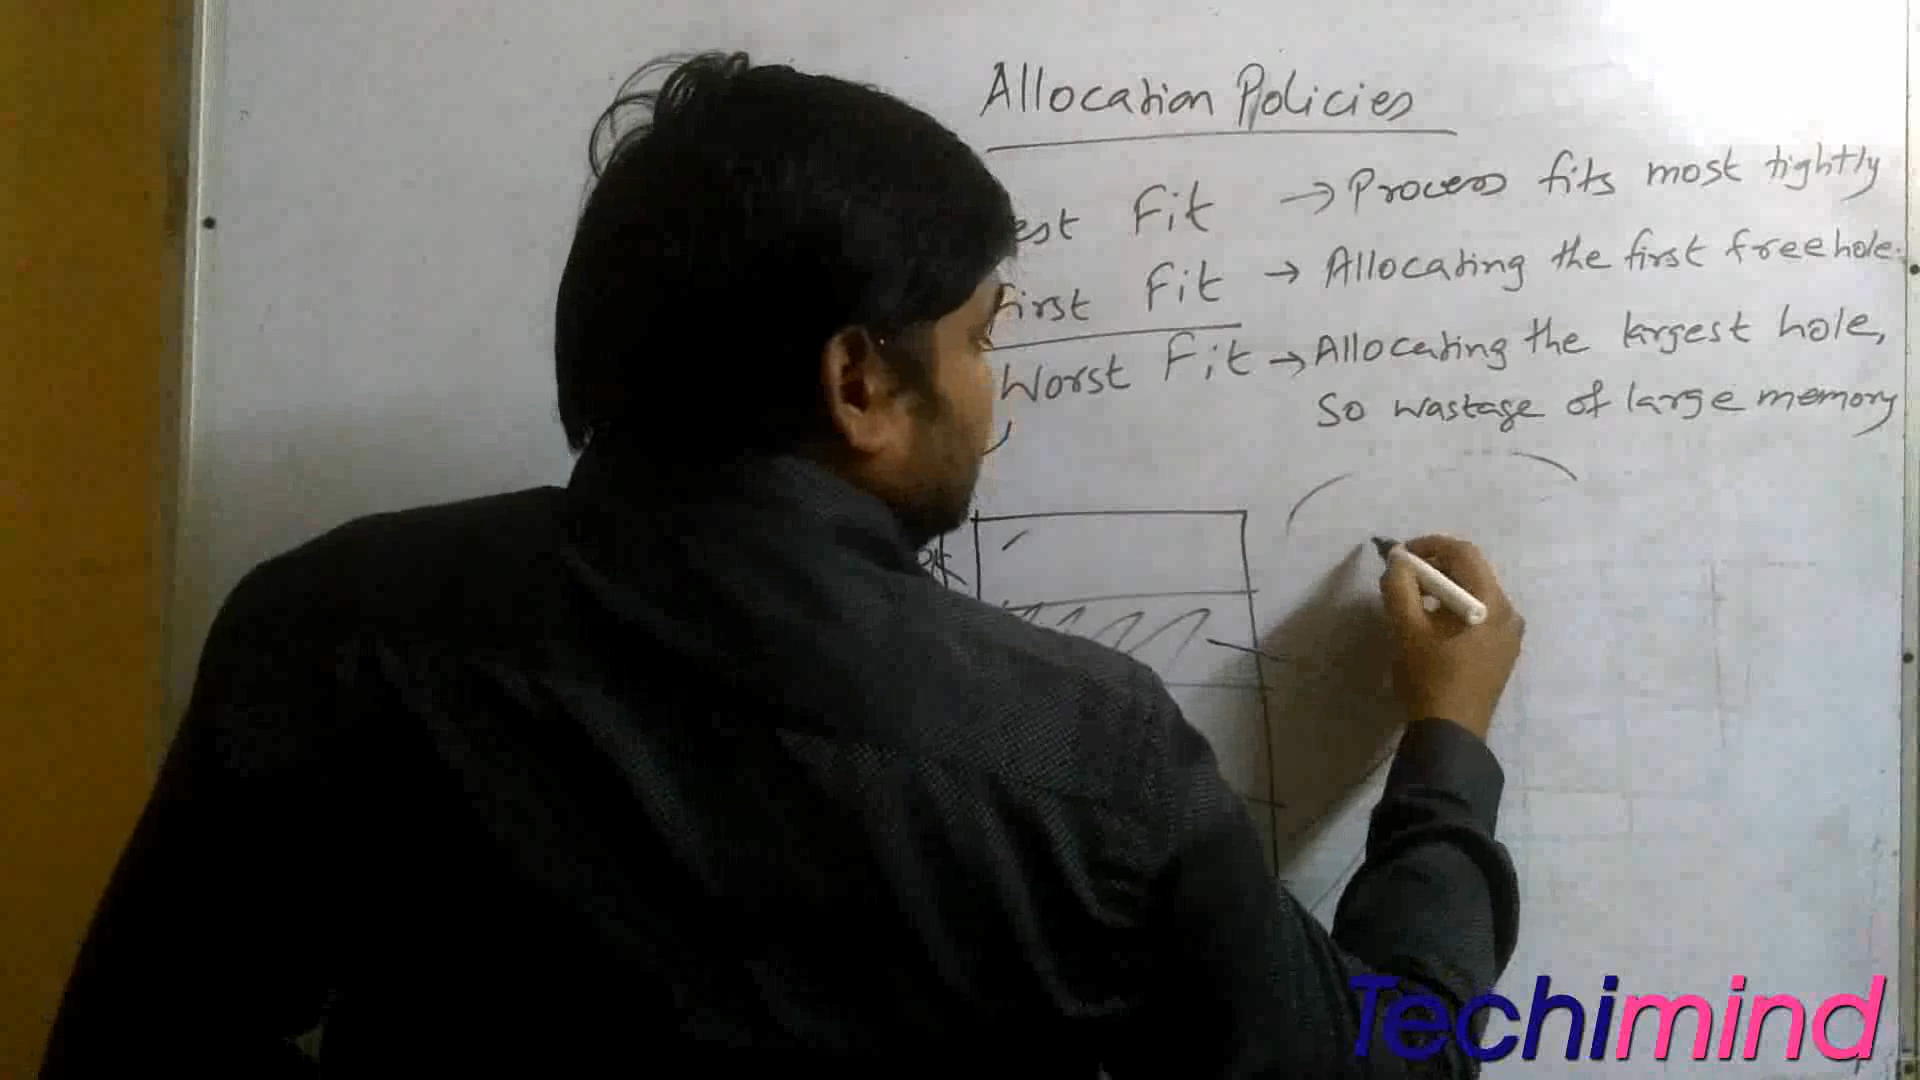 Allocation Policies
est Fit → Process fits most tightly
First Fit → Allocating the first free hole.
Worst Fit → Allocating the largest hole,
So wastage of large memory
Techimind